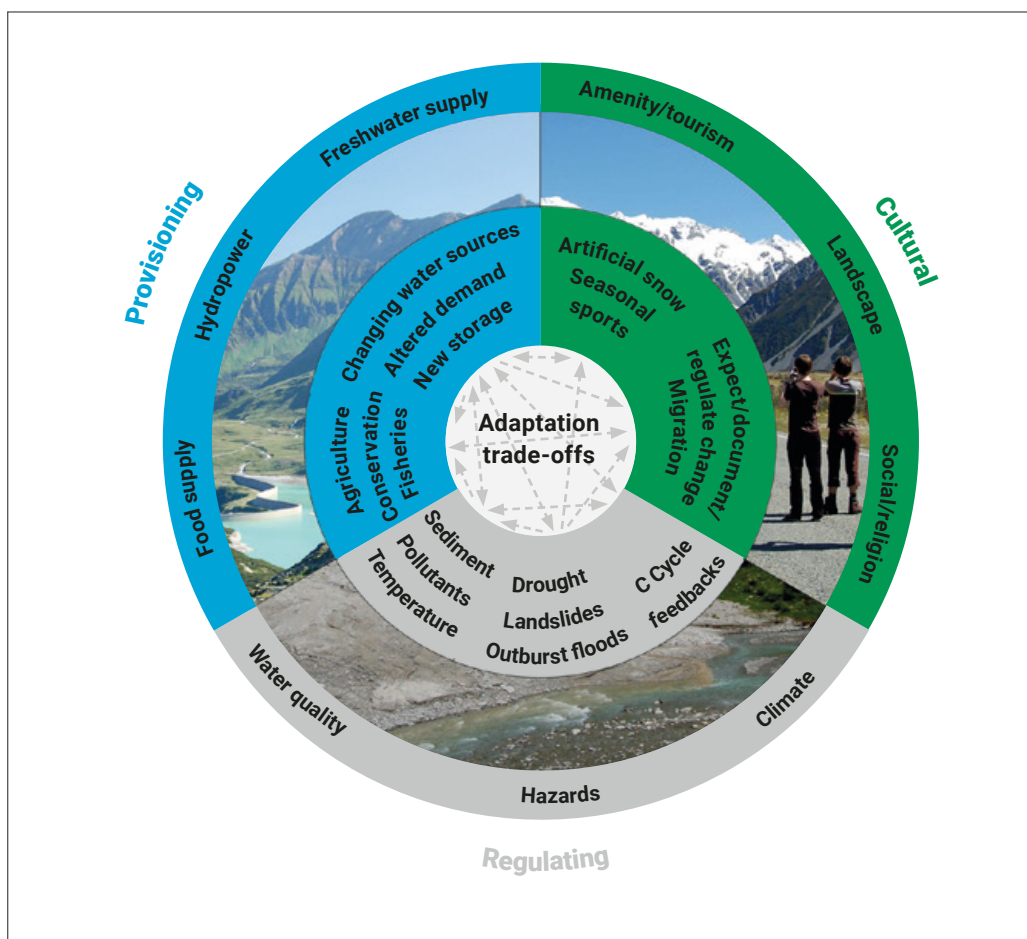 Provisioning
Freshwater supply
Hydropower
Food supply
Changing water sources
Altered demand
New storage
Agriculture
Conservation
Fisheries
Cultural
Amenity/tourism
Landscape
Social/religion
Artificial snow
Seasonal
sports
Expect/document/
regulate change
Migration
Adaptation
trade-offs
Sediment
Pollutants
Temperature
Drought
Landslides
Outburst floods
C Cycle
feedbacks
Water quality
Hazards
Climate
Regulating